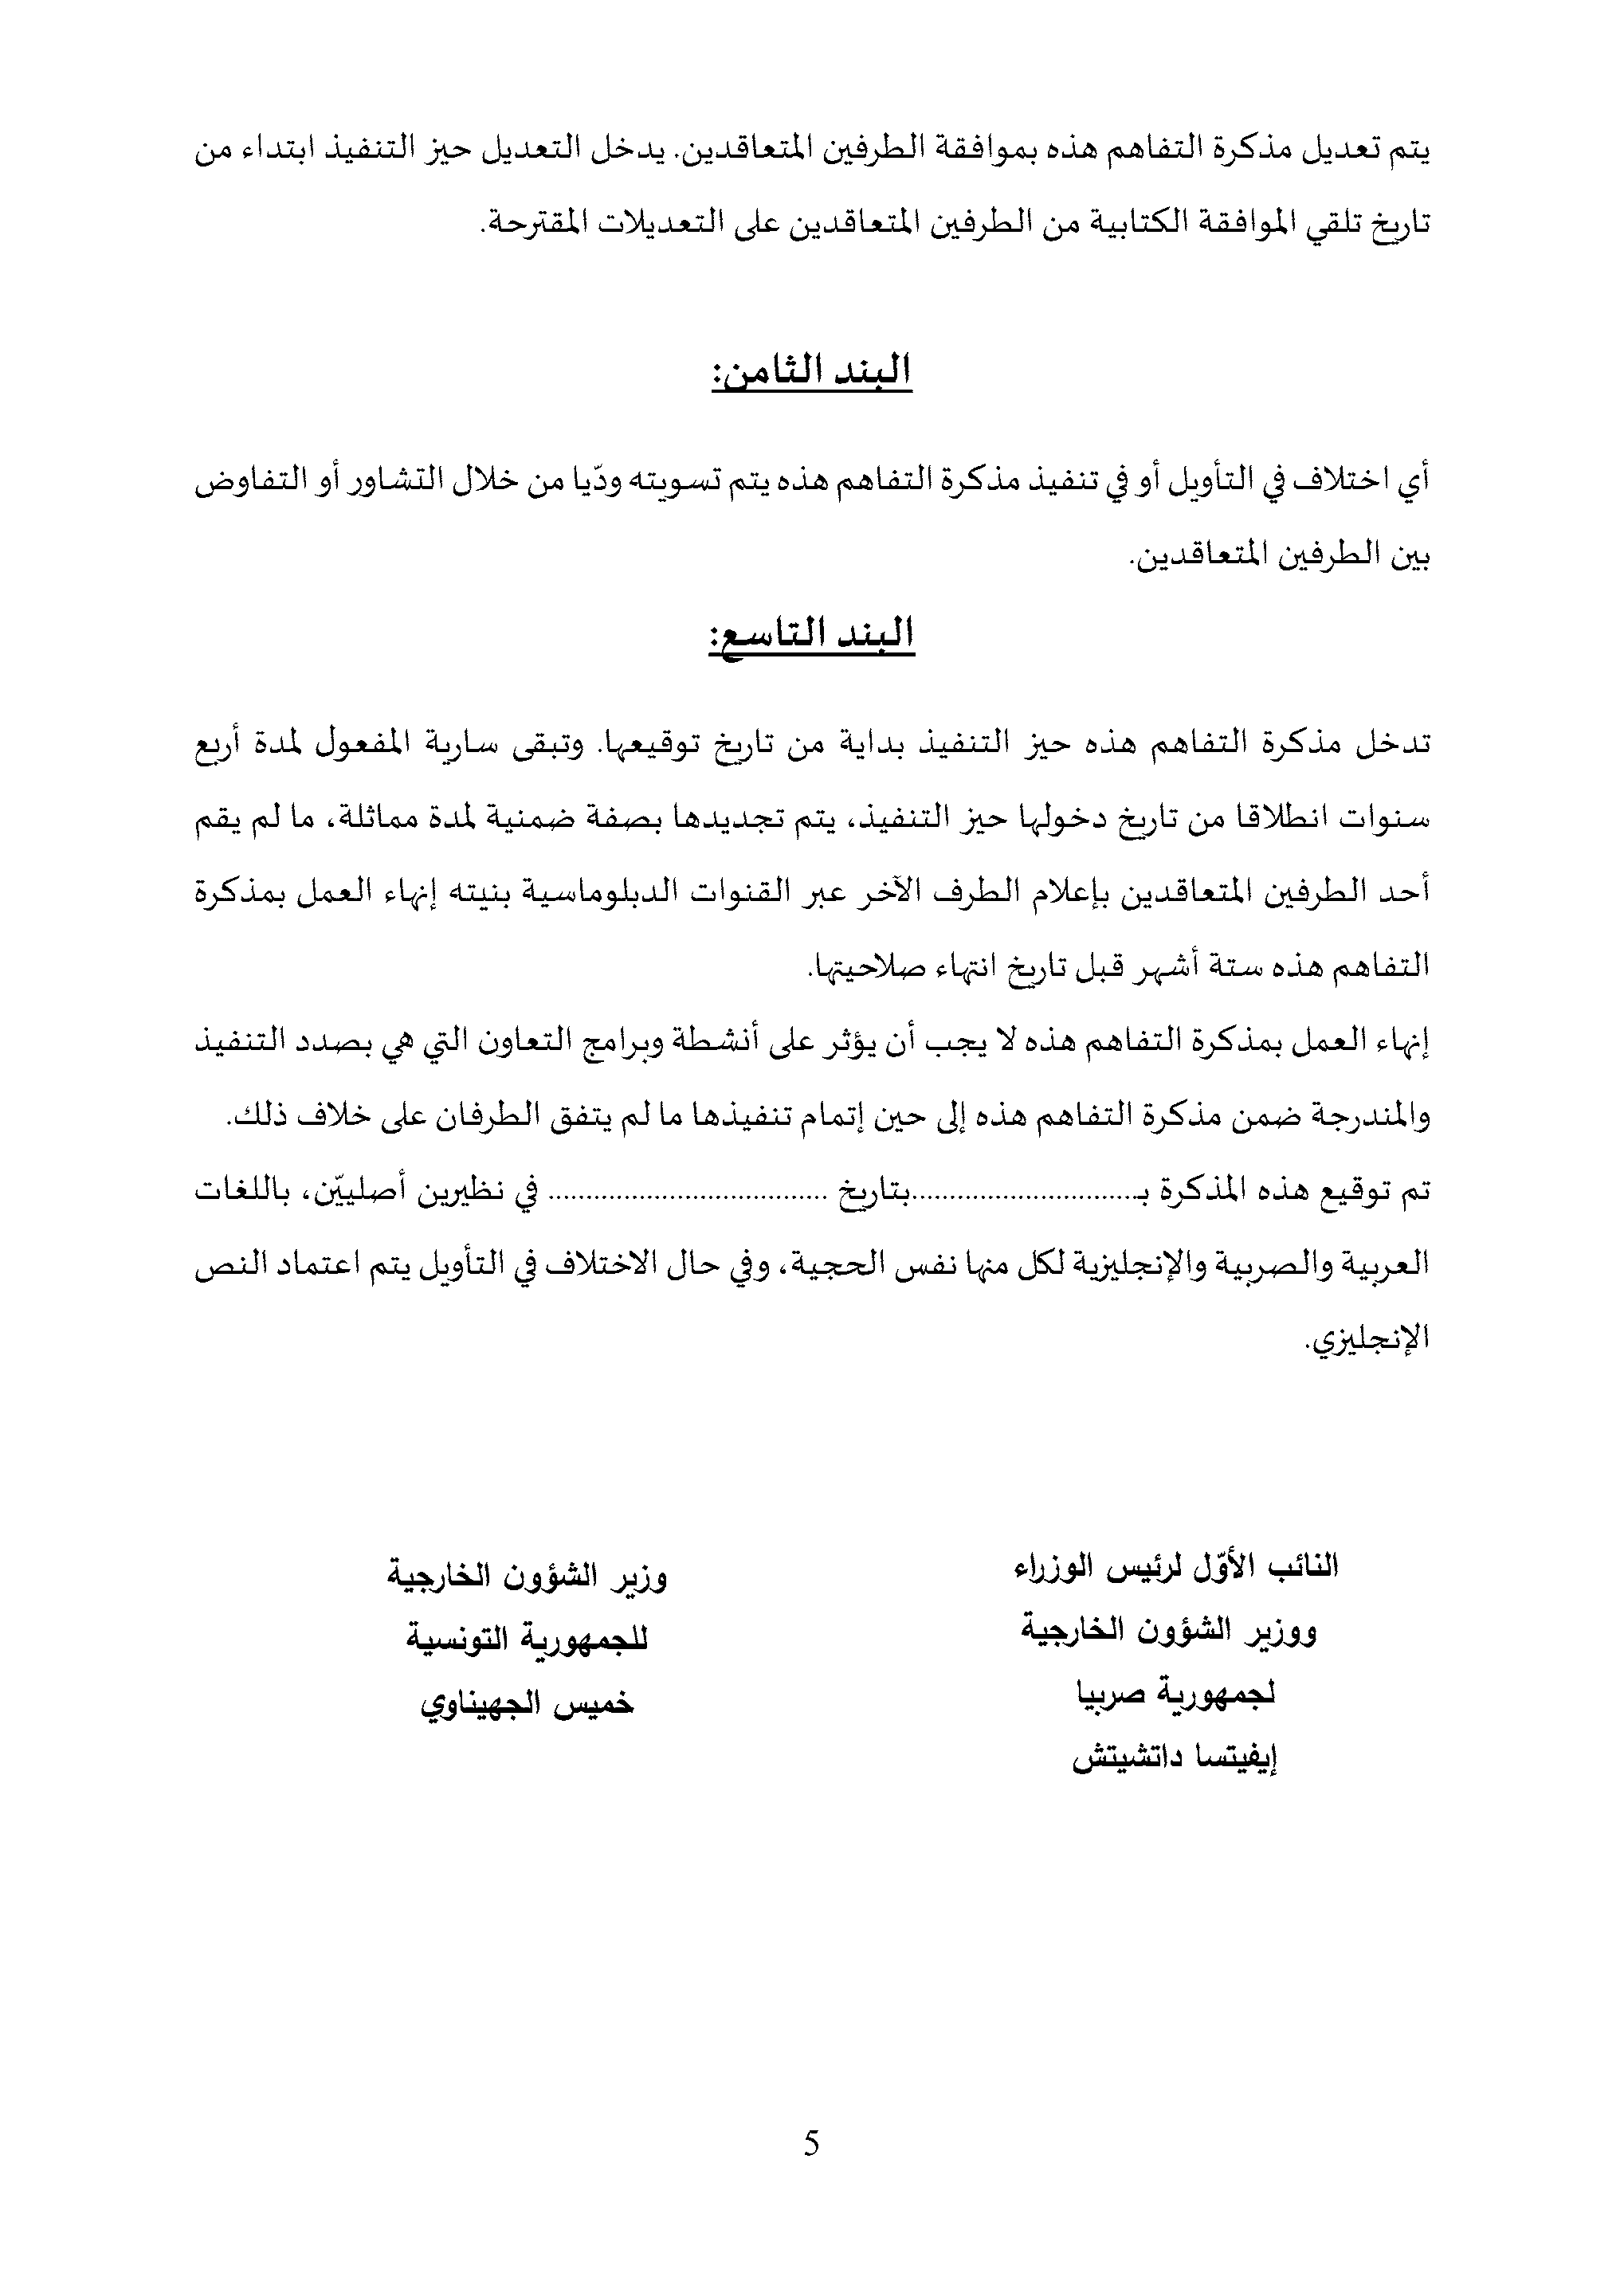 يتم تعديل مذكرة التفاهم هذه بموافقة الطرفين المتعاقدين. يدخل التعديل حيز التنفيذ ابتداء من
تاريخ تلقي الموافقة الكتابية من الطرفين المتعاقدين على التعديلات المقترحة.
البند الثامن:
أي اختلاف في التأويل أو في تنفيذ مذكرة التفاهم هذه يتم تسويته ودّيا من خلال التشاور أو التفاوض
بين الطرفين المتعاقدين.
البند التاسع:
تدخل مذكرة التفاهم هذه حيز التنفيذ بداية من تاريخ توقيعها. وتبقى سارية المفعول لمدة أربع
سنوات انطلاقا من تاريخ دخولها حيز التنفيذ، يتم تجديدها بصفة ضمنية لمدة مماثلة، ما لم يقم
أحد الطرفين المتعاقدين بإعلام الطرف الآخر عبر القنوات الدبلوماسية بنيته إنهاء العمل بمذكرة
التفاهم هذه ستة أشهر قبل تاريخ انتهاء صلاحيتها.
إنهاء العمل بمذكرة التفاهم هذه لا يجب أن يؤثر على أنشطة وبرامج التعاون التي هي بصدد التنفيذ
والمندرجة ضمن مذكرة التفاهم هذه إلى حين إتمام تنفيذها ما لم يتفق الطرفان على خلاف ذلك.
تم توقيع هذه المذكرة بـ..............................بتاريخ ..................................... في نظيرين أصلييّن، باللغات
العربية والصربية والإنجليزية لكل منها نفس الحجية، وفي حال الاختلاف في التأويل يتم اعتماد النص
الإنجليزي.
النائب الأوّل لرئيس الوزراء
ووزير الشؤون الخارجية
لجمهورية صربيا
إيفيتسا داتشيتش
وزير الشؤون الخارجية
للجمهورية التونسية
خميس الجهيناوي
5